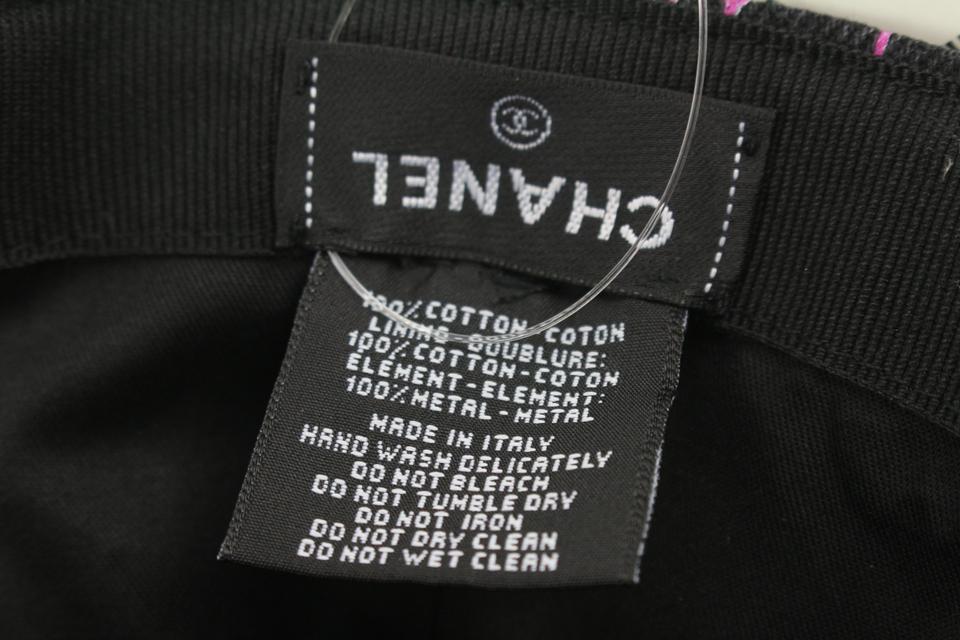 CHANEL
100% COTTON-COTON
LINING-DOUBLURE:
100% COTTON-COTON
ELEMENT-ELEMENT:
100% METAL-METAL
MADE IN ITALY
HAND WASH DELICATELY
DO NOT BLEACH
DO NOT TUMBLE DRY
DO NOT IRON
DO NOT DRY CLEAN
DO NOT WET CLEAN